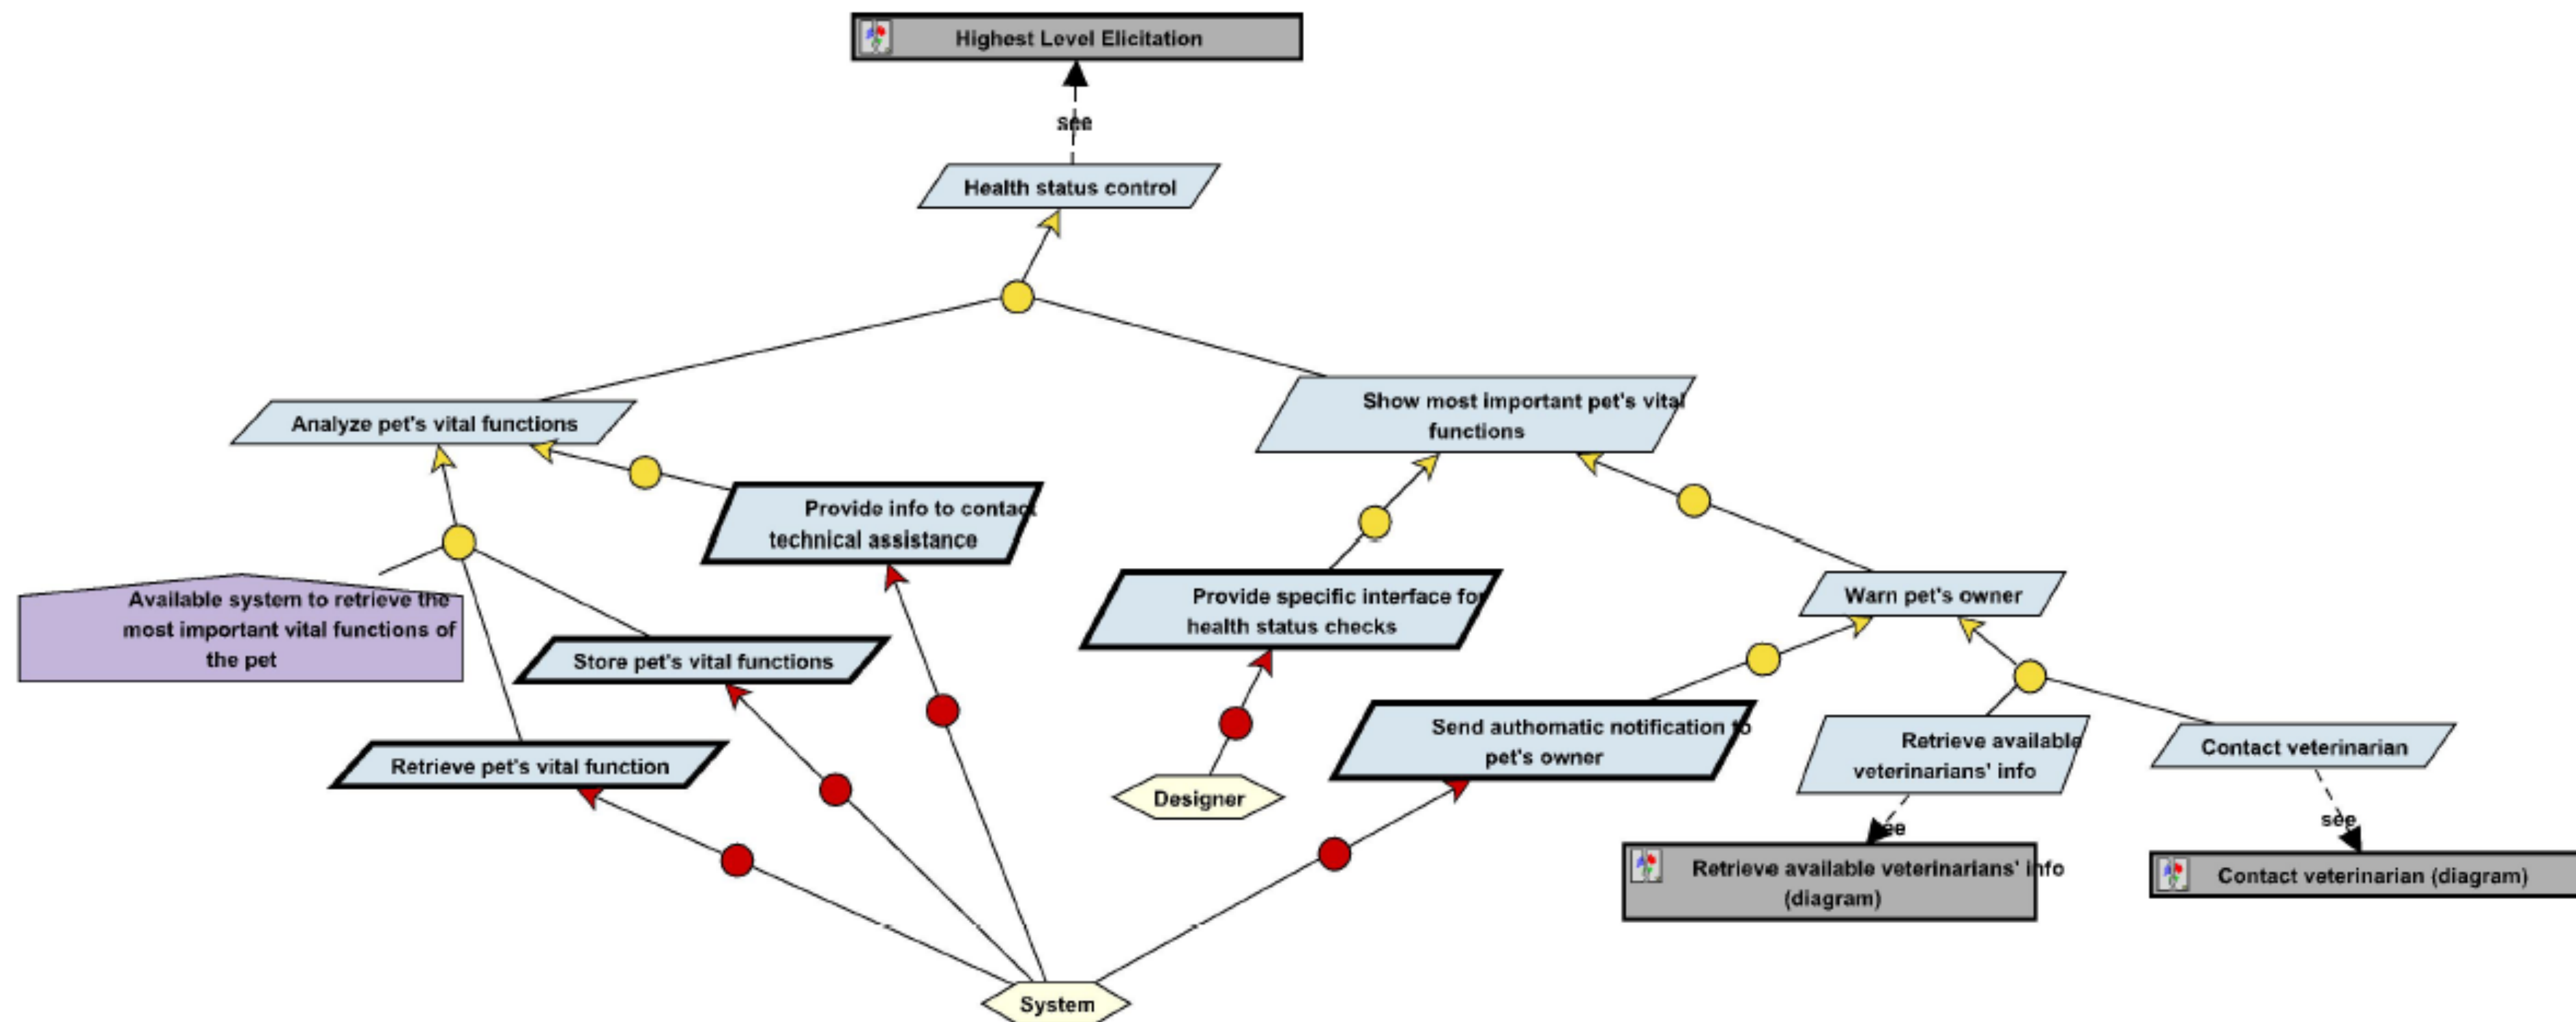 Highest Level Elicitation
see
Health status control
Analyze pet's vital functions
Show most important pet's vital
functions
Provide info to contact
technical assistance
Available system to retrieve the
most important vital functions of
the pet
Store pet's vital functions
Retrieve pet's vital function
Provide specific interface for
health status checks
Warn pet's owner
Designer
Send authomatic notification to
pet's owner
Retrieve available
veterinarians' info
Contact veterinarian
see
see
Retrieve available veterinarians' info
(diagram)
Contact veterinarian (diagram)
System